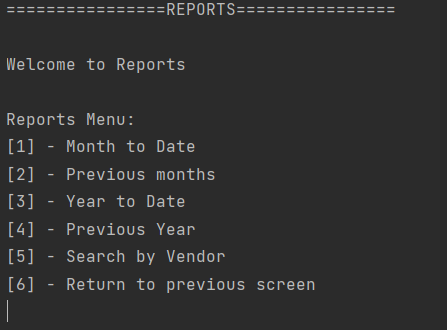 ================REPORTS================
Welcome to Reports
Reports Menu:
[1] - Month to Date
[2] - Previous months
[3] - Year to Date
[4] - Previous Year
[5] - Search by Vendor
[6] - Return to previous screen